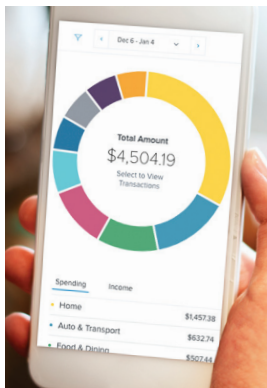 Dec 6 - Jan 4
Total Amount
$4,504.19
Select to View
Transactions
Spending Income
Home $1,457.38
Auto & Transport $632.74
Food & Dining $507.44